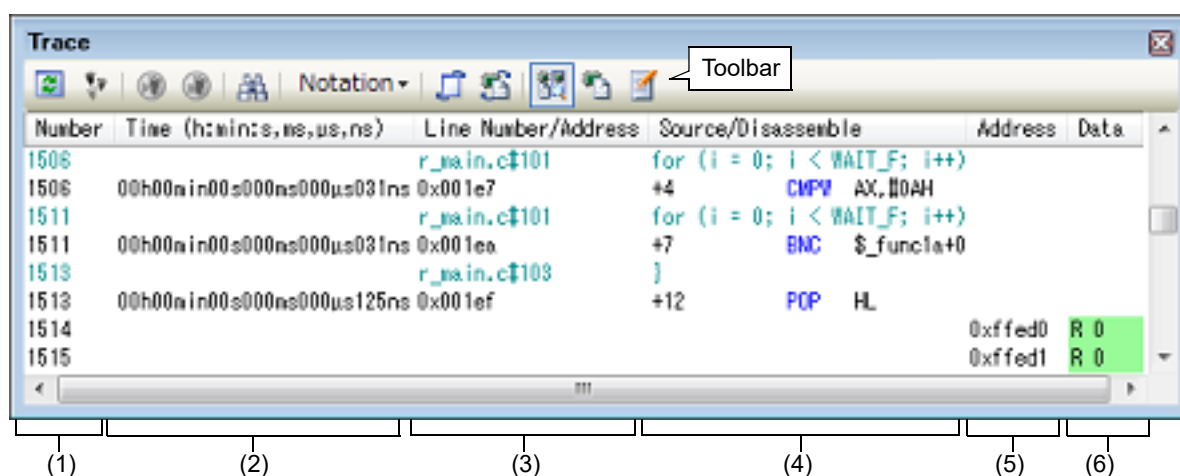 Trace
Notation
Toolbar
Number Time (h:min:s,ms,μs,ns) Line Number/Address Source/Disassemble Address Data
1506 r_main.c#101 for (i = 0; i < WAIT_F; i++)
1506 00h00min00s000ms000μs031ns 0x001e7 +4 CMPW AX,#0AH
1511 r_main.c#101 for (i = 0; i < WAIT_F; i++)
1511 00h00min00s000ms000μs031ns 0x001ea +7 BNC $_func1a+0
1513 r_main.c#103 }
1513 00h00min00s000ms000μs125ns 0x001ef +12 POP HL
1514 0xffed0 R 0
1515 0xffed1 R 0
(1) (2) (3) (4) (5) (6)